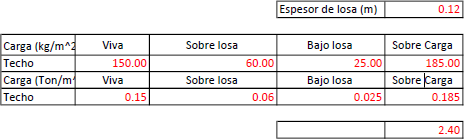 Espesor de losa (m) 0.12
Carga (kg/m^2 Viva Sobre losa Bajo losa Sobre Carga
Techo 150.00 60.00 25.00 185.00
Carga (Ton/m^ Viva Sobre losa Bajo losa Sobre Carga
Techo 0.15 0.06 0.025 0.185
2.40